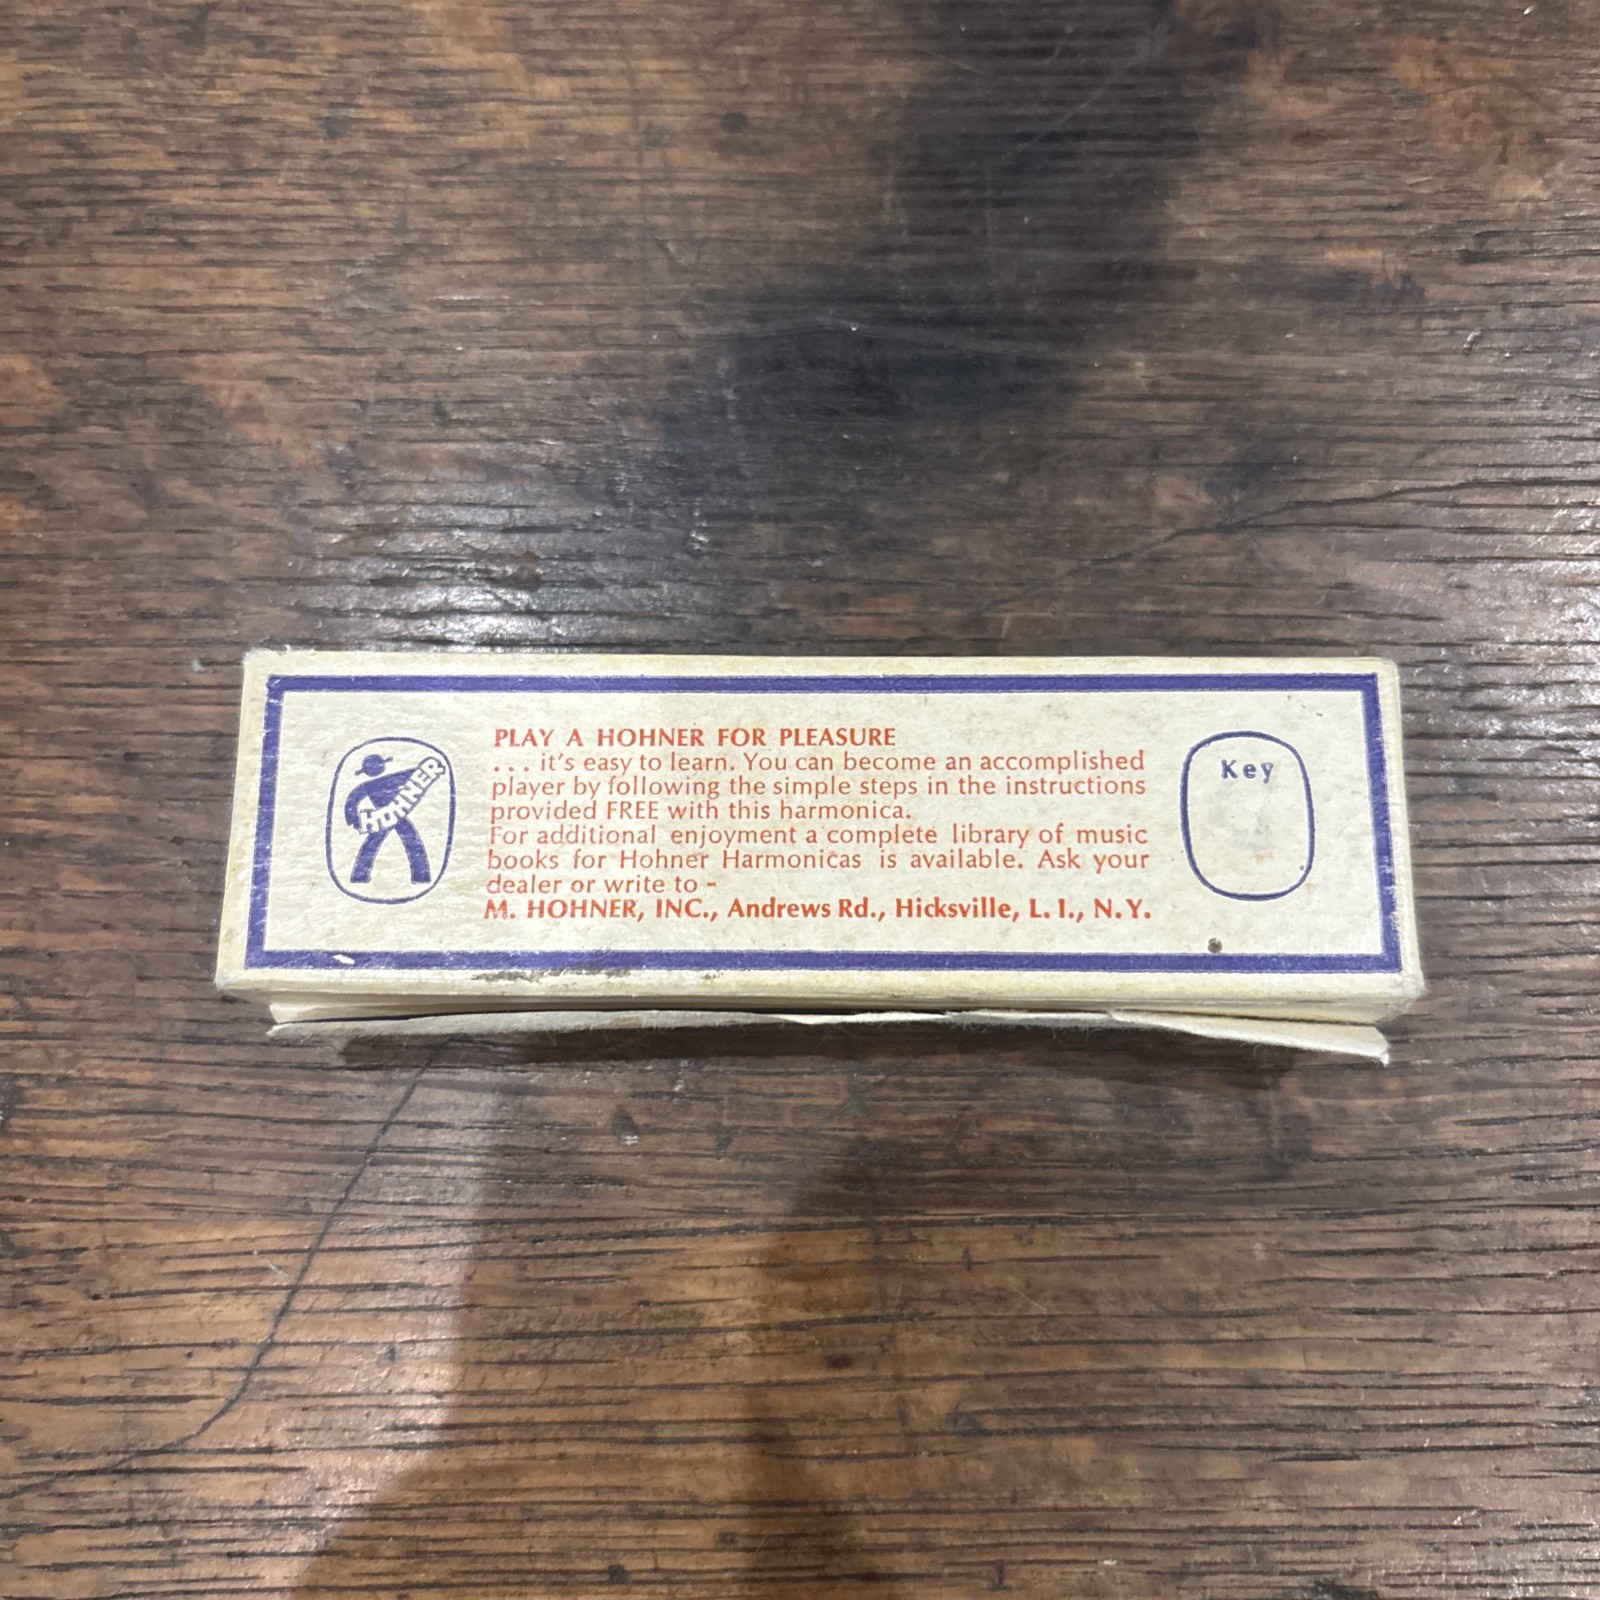 HOHNER
PLAY A HOHNER FOR PLEASURE
. . . it's easy to learn. You can become an accomplished
player by following the simple steps in the instructions
provided FREE with this harmonica.
For additional enjoyment a complete library of music
books for Hohner Harmonicas is available. Ask your
dealer or write to -
M. HOHNER, INC., Andrews Rd., Hicksville, L. I., N.Y.
Key